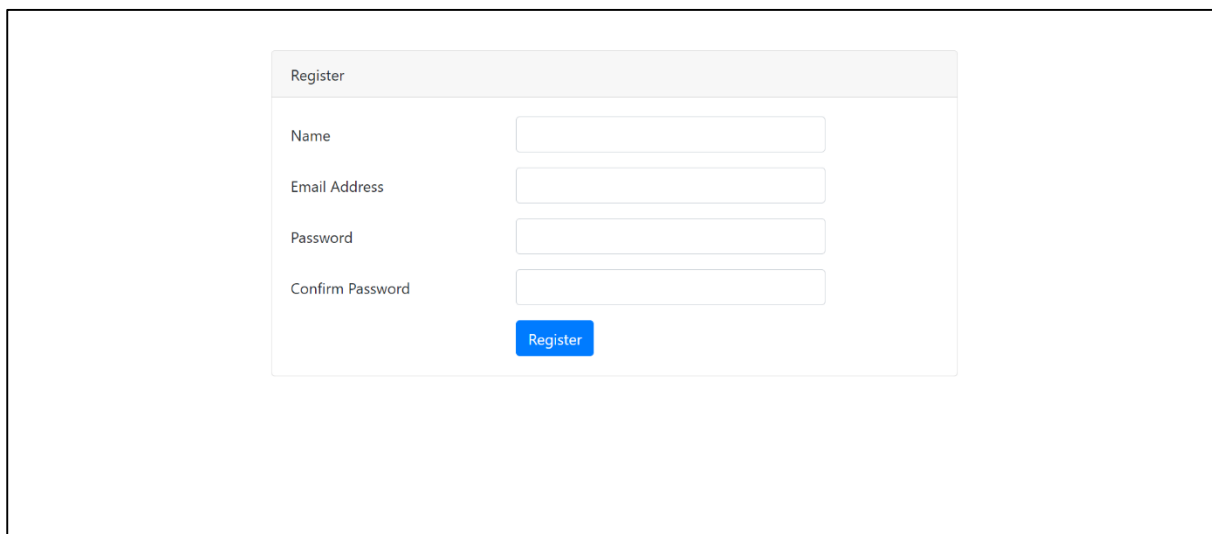 Register
Name
Email Address
Password
Confirm Password
Register